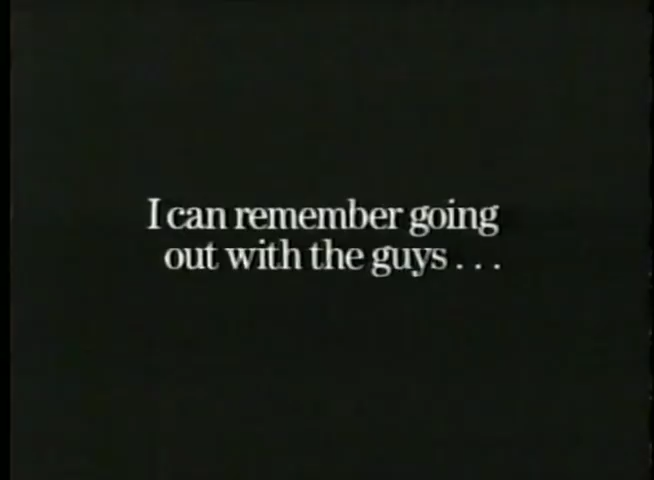 I can remember going
out with the guys . . .